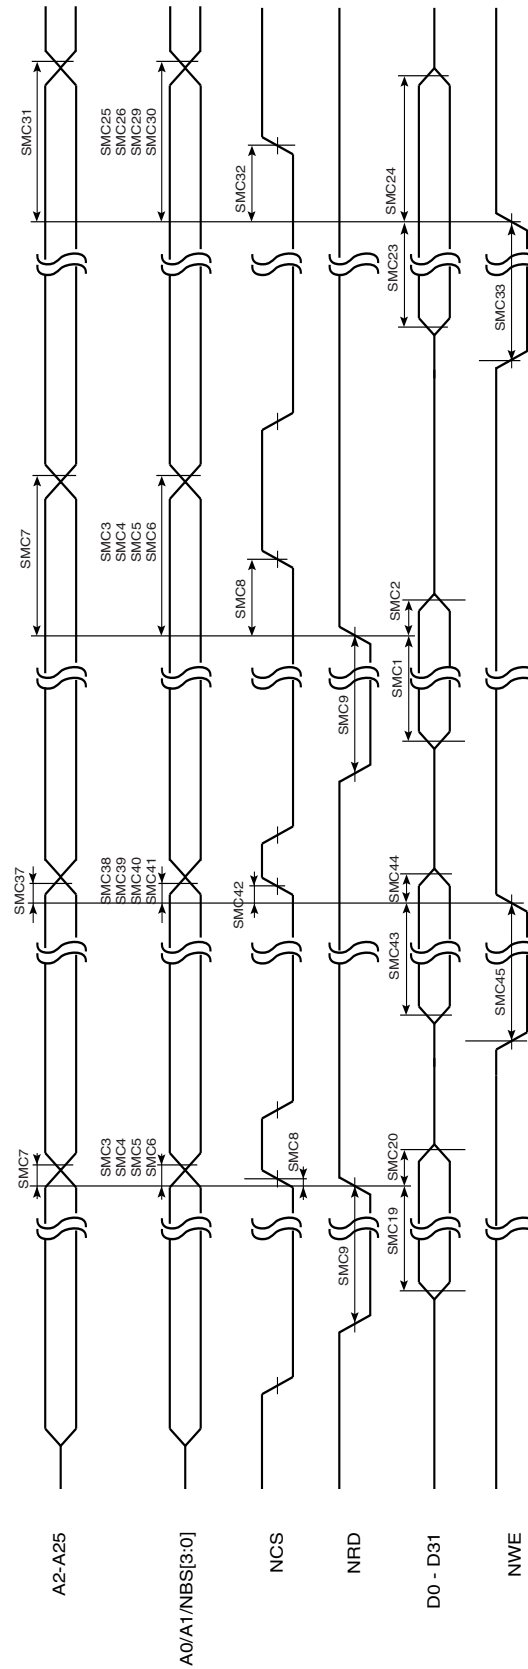 A2-A25
SMC7
SMC37
SMC7
SMC31
A0/A1/NBS[3:0]
SMC3
SMC4
SMC5
SMC6
SMC38
SMC39
SMC40
SMC41
SMC3
SMC4
SMC5
SMC6
SMC25
SMC26
SMC29
SMC30
NCS
SMC8
SMC42
SMC8
SMC32
NRD
SMC9
SMC9
D0 - D31
SMC19
SMC20
SMC43
SMC44
SMC1
SMC2
SMC23
SMC24
NWE
SMC45
SMC33